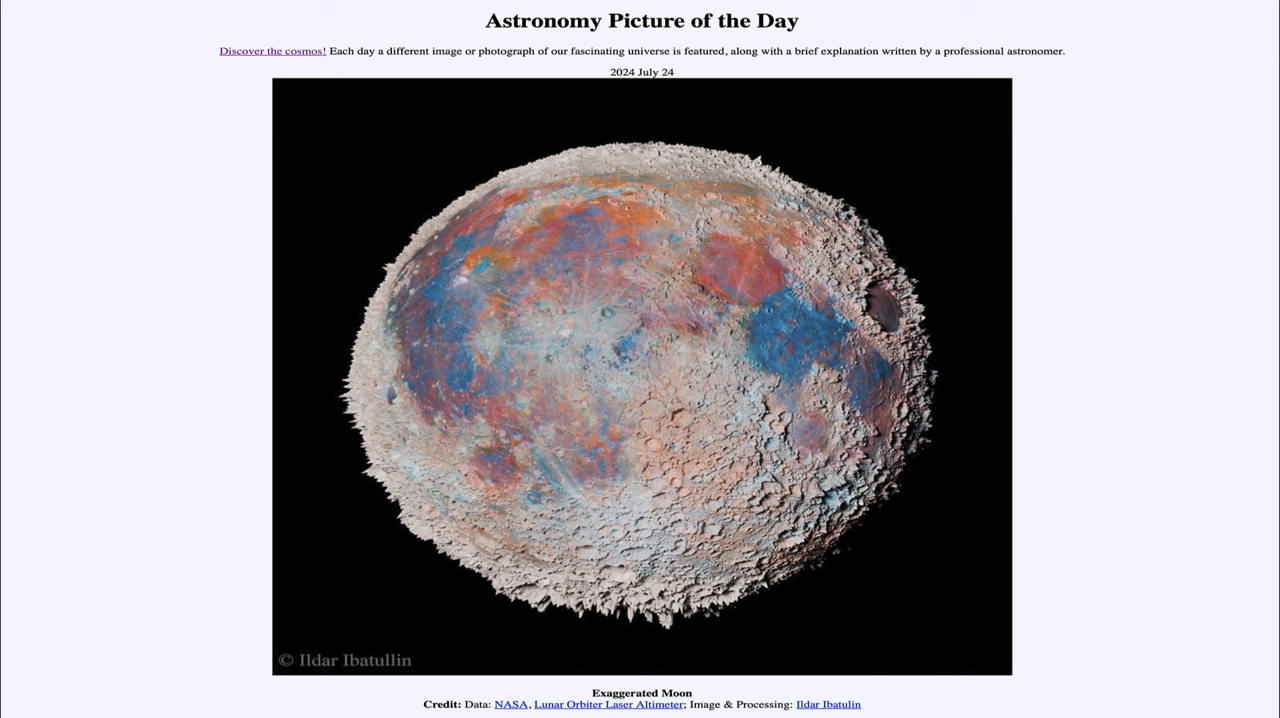 Astronomy Picture of the Day
Discover the cosmos! Each day a different image or photograph of our fascinating universe is featured, along with a brief explanation written by a professional astronomer.
2024 July 24
© Ildar Ibatullin
Exaggerated Moon
Credit: Data: NASA, Lunar Orbiter Laser Altimeter; Image & Processing: Ildar Ibatulin